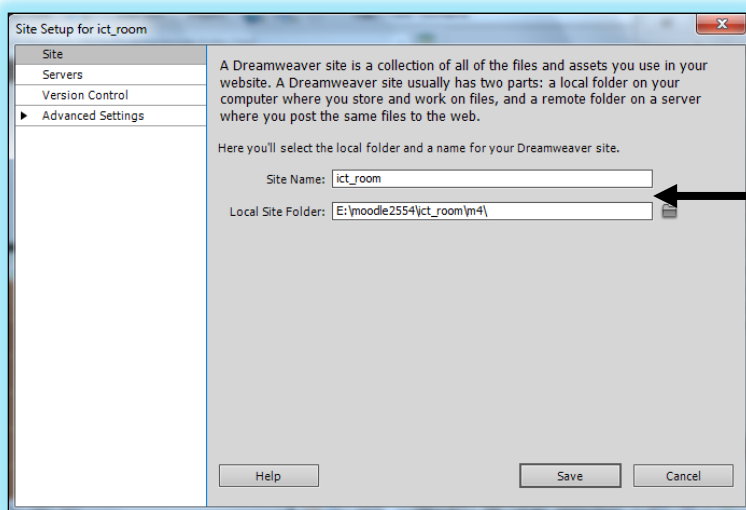 Site Setup for ict_room
Site
Servers
Version Control
Advanced Settings
A Dreamweaver site is a collection of all of the files and assets you use in your
website. A Dreamweaver site usually has two parts: a local folder on your
computer where you store and work on files, and a remote folder on a server
where you post the same files to the web.
Here you'll select the local folder and a name for your Dreamweaver site.
Site Name: ict_room
Local Site Folder: E:\moodle2554\ict_room\m4\
Help Save Cancel